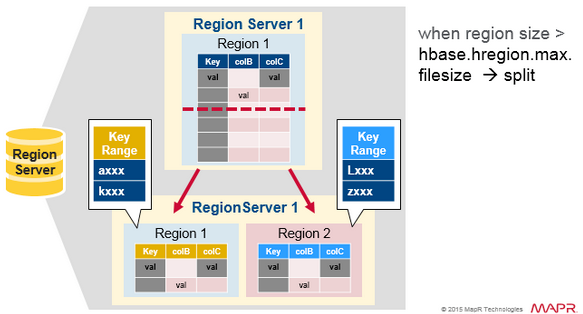 Region Server 1
Region 1
Key colB colC
val val
val
when region size >
hbase.hregion.max.
filesize → split
Region
Server
Key
Range
axxx
kxxx
Key
Range
Lxxx
zxxx
RegionServer 1
Region 1
Key colB colC
val val
val
Region 2
Key colB colC
val val
val
© 2015 MapR Technologies
MAPR